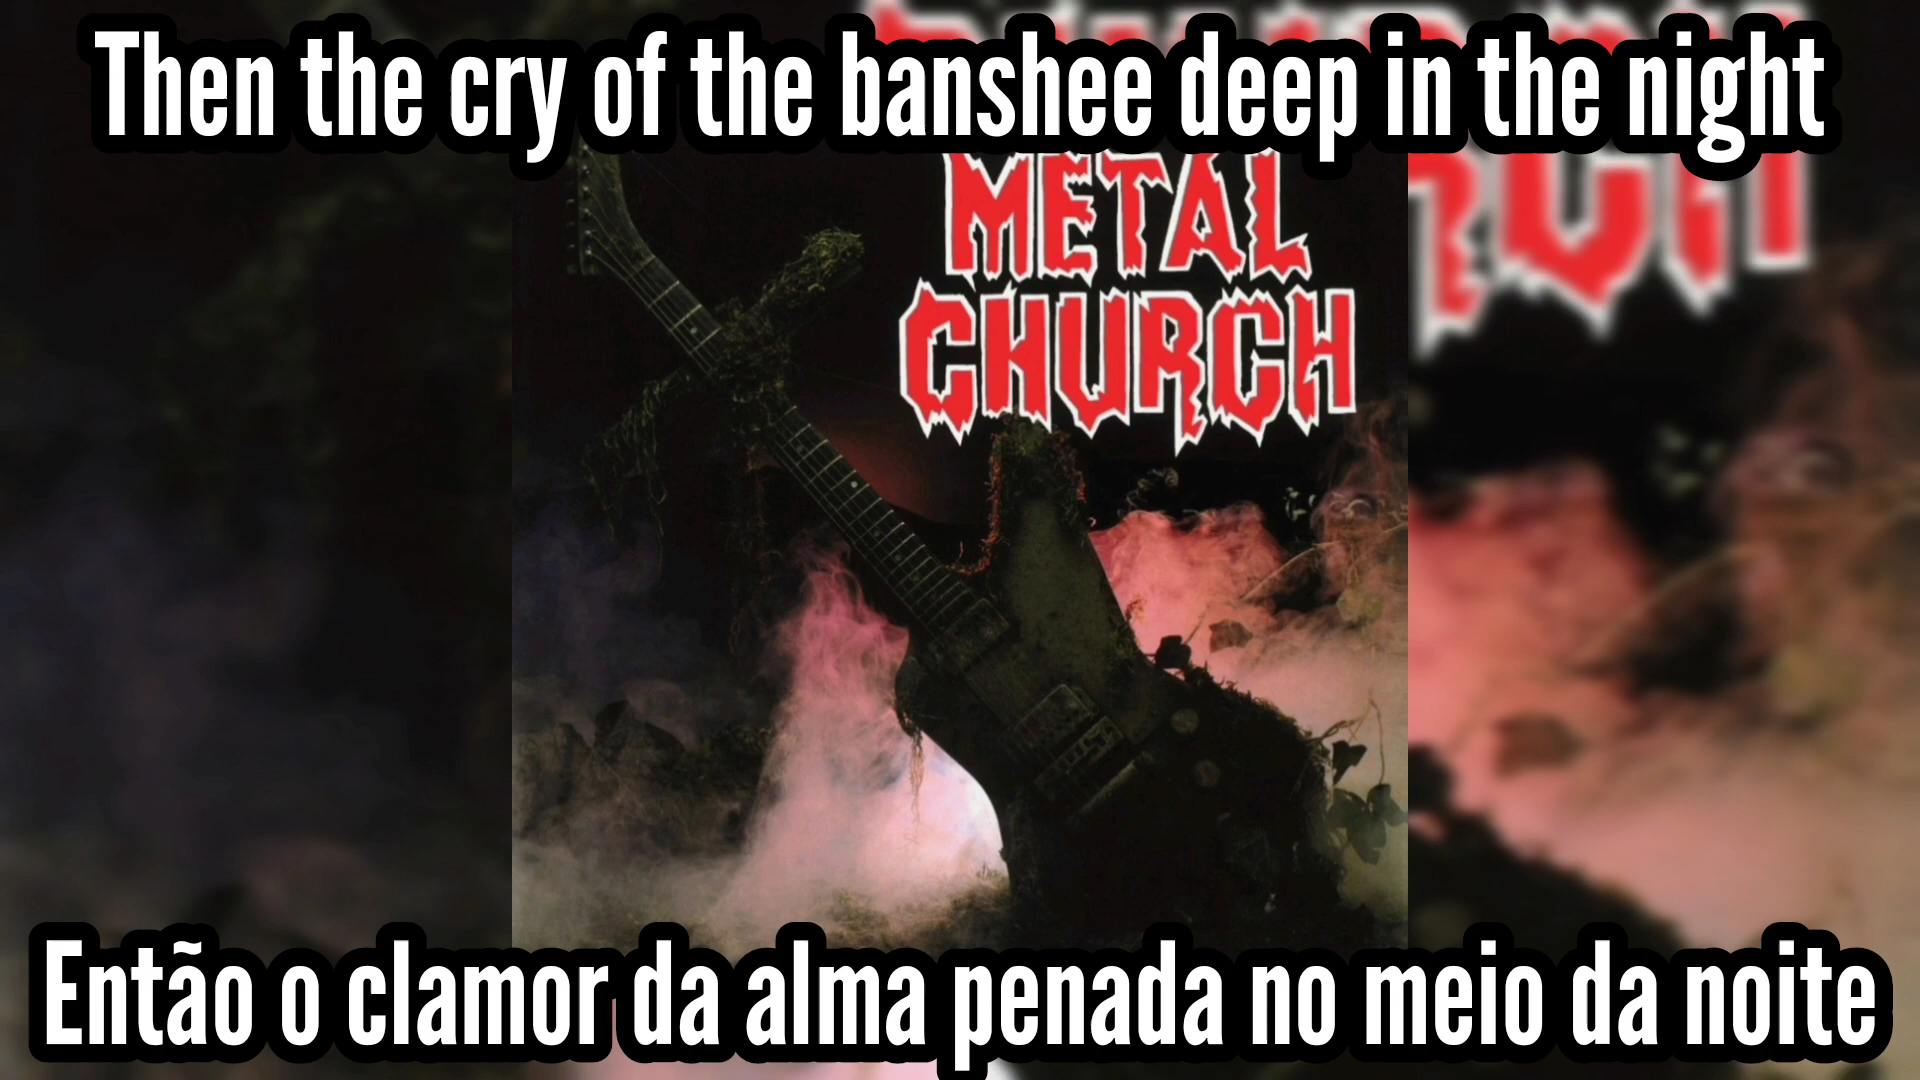 Then the cry of the banshee deep in the night
METAL
CHURCH
Então o clamor da alma penada no meio da noite